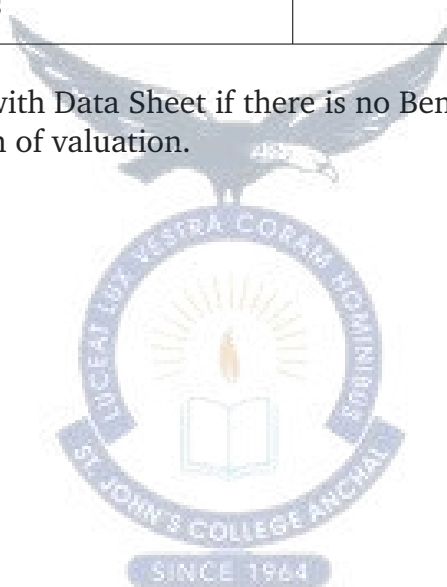 with Data Sheet if there is no Ben
of valuation.
LUCEAT LUX VESTRA CORAM HOMINIBUS
ST. JOHN'S COLLEGE ANCHAL
SINCE 1964